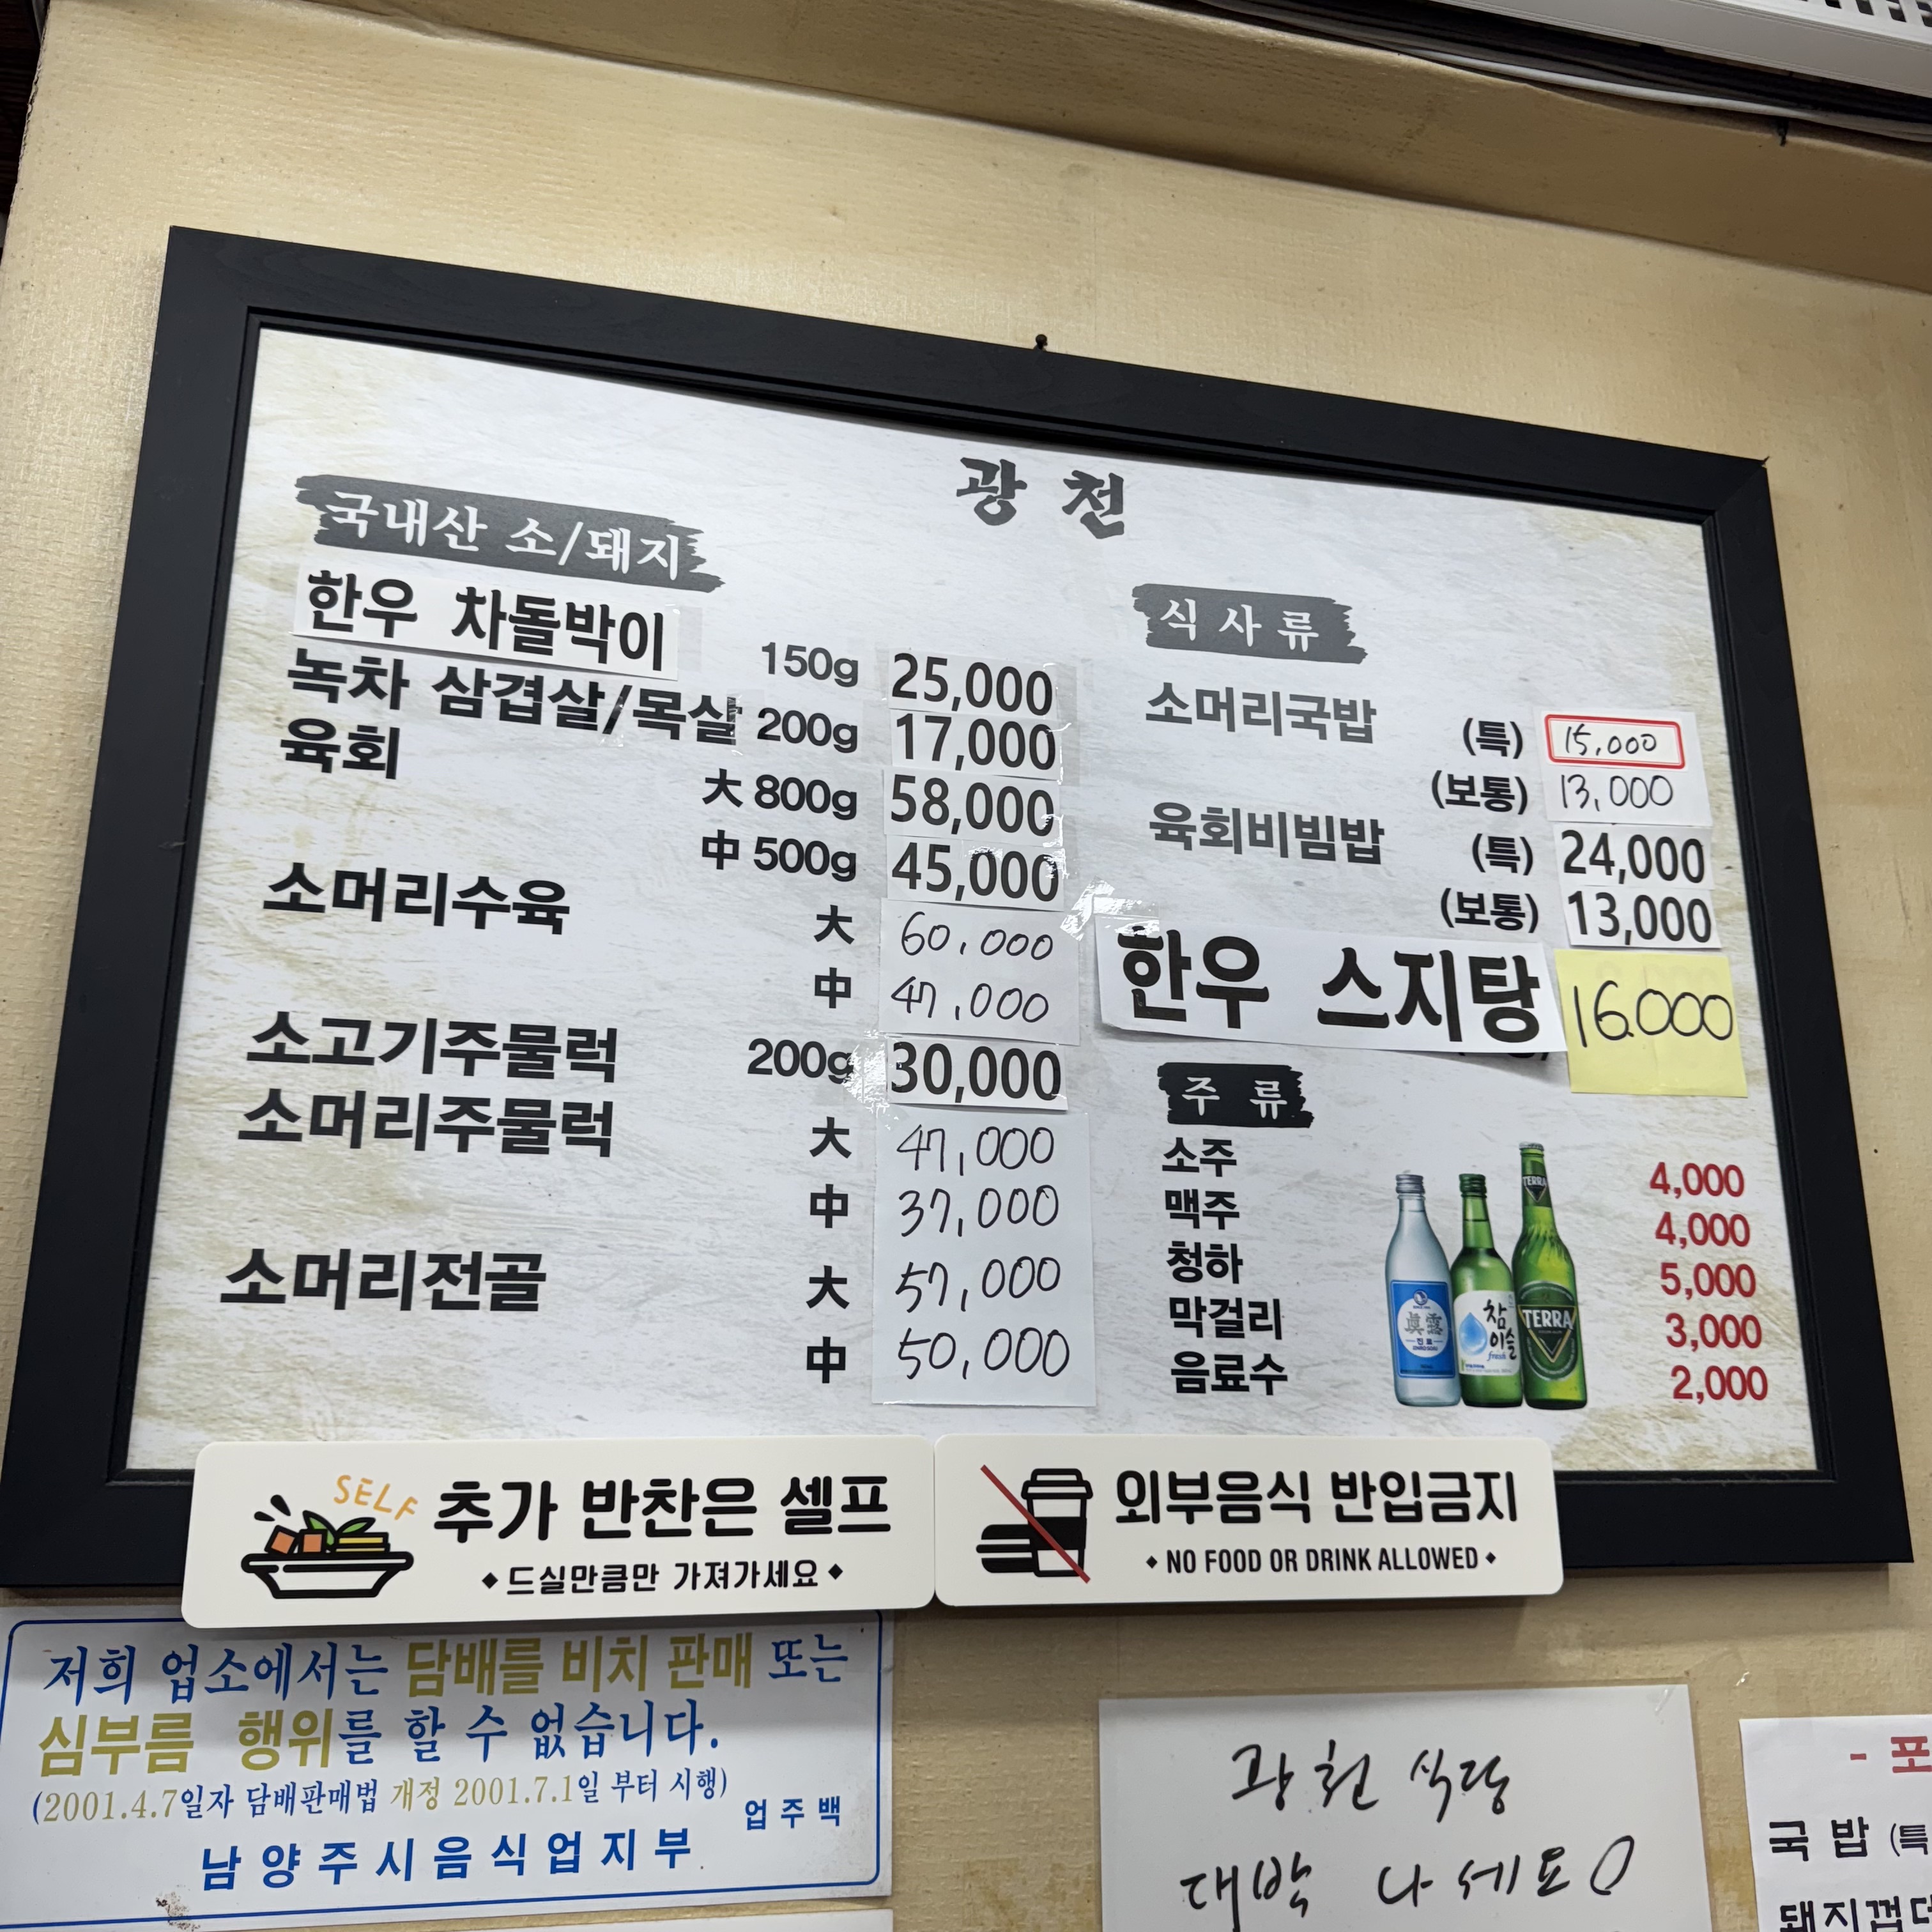 광천
국내산 소/돼지
한우 차돌박이 150g 25,000
녹차 삼겹살/목살 200g 17,000
육회 大 800g 58,000
中 500g 45,000
소머리수육 大 60,000
中 47,000
소고기주물럭 200g 30,000
소머리주물럭 大 47,000
中 37,000
소머리전골 大 57,000
中 50,000
식사류
소머리국밥 (특) 15,000
(보통) 13,000
육회비빔밥 (특) 24,000
(보통) 13,000
한우 스지탕 16.000
주류
소주 4,000
맥주 4,000
청하 5,000
막걸리 3,000
음료수 2,000
眞露
진로
참
이슬
fresh
TERRA
TERRA
SELF
추가 반찬은 셀프
드실만큼만 가져가세요
외부음식 반입금지
NO FOOD OR DRINK ALLOWED
저희 업소에서는 담배를 비치 판매 또는
심부름 행위를 할 수 없습니다.
(2001.4.7일자 담배판매법 개정 2001.7.1일 부터 시행)
업주백
남양주시음식업지부
광천 식당
대박 나세요
- 포
국밥 (특
돼지껍